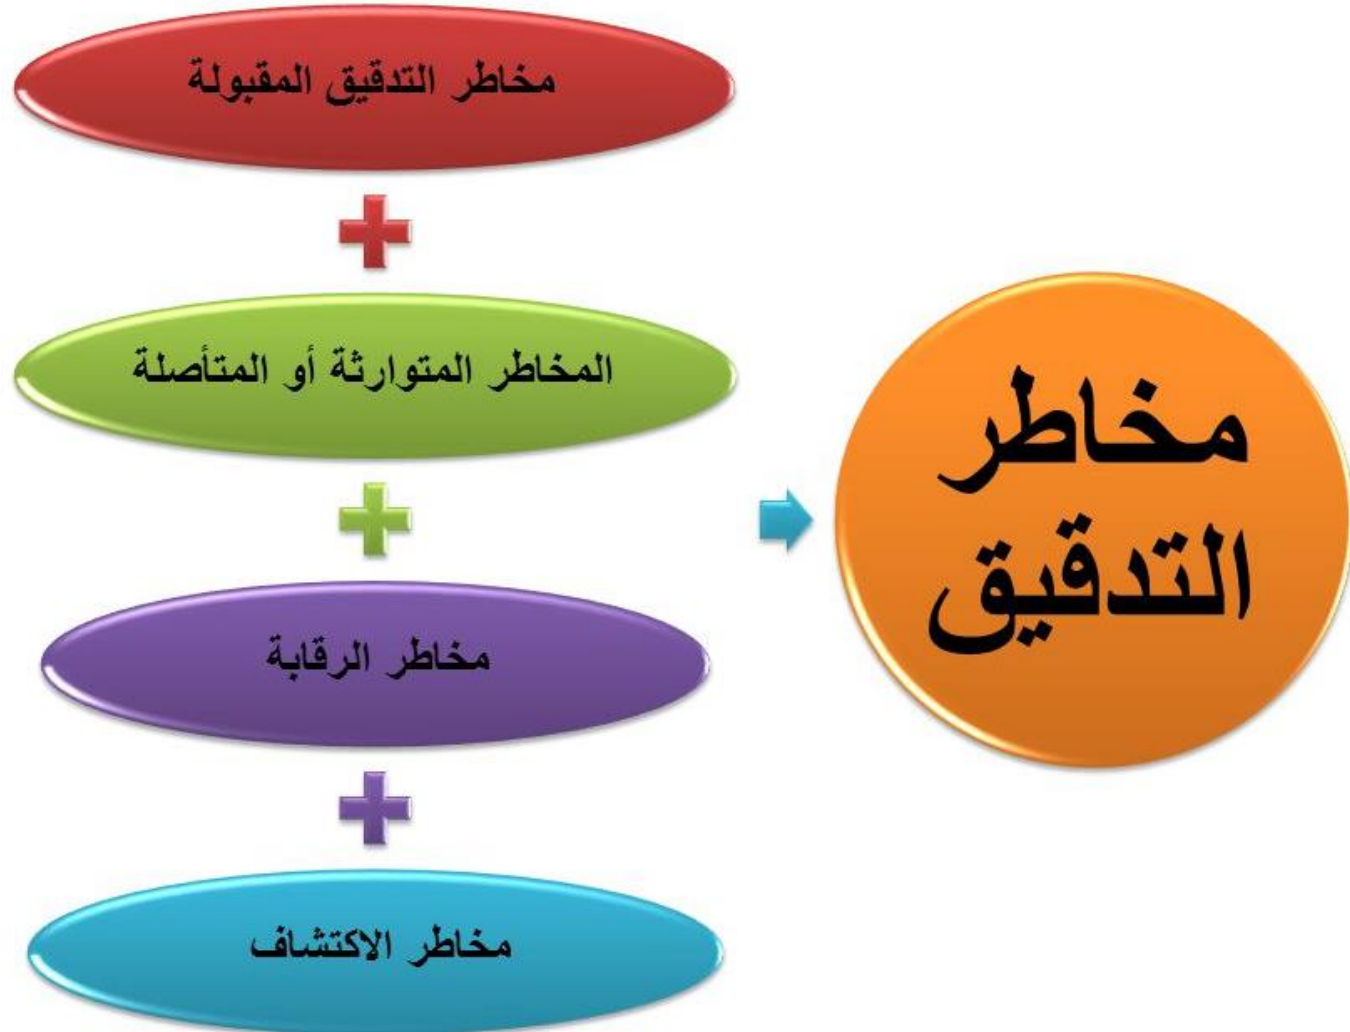 مخاطر التدقيق المقبولة
المخاطر المتوارثة أو المتأصلة
مخاطر الرقابة
مخاطر الاكتشاف
مخاطر
التدقيق